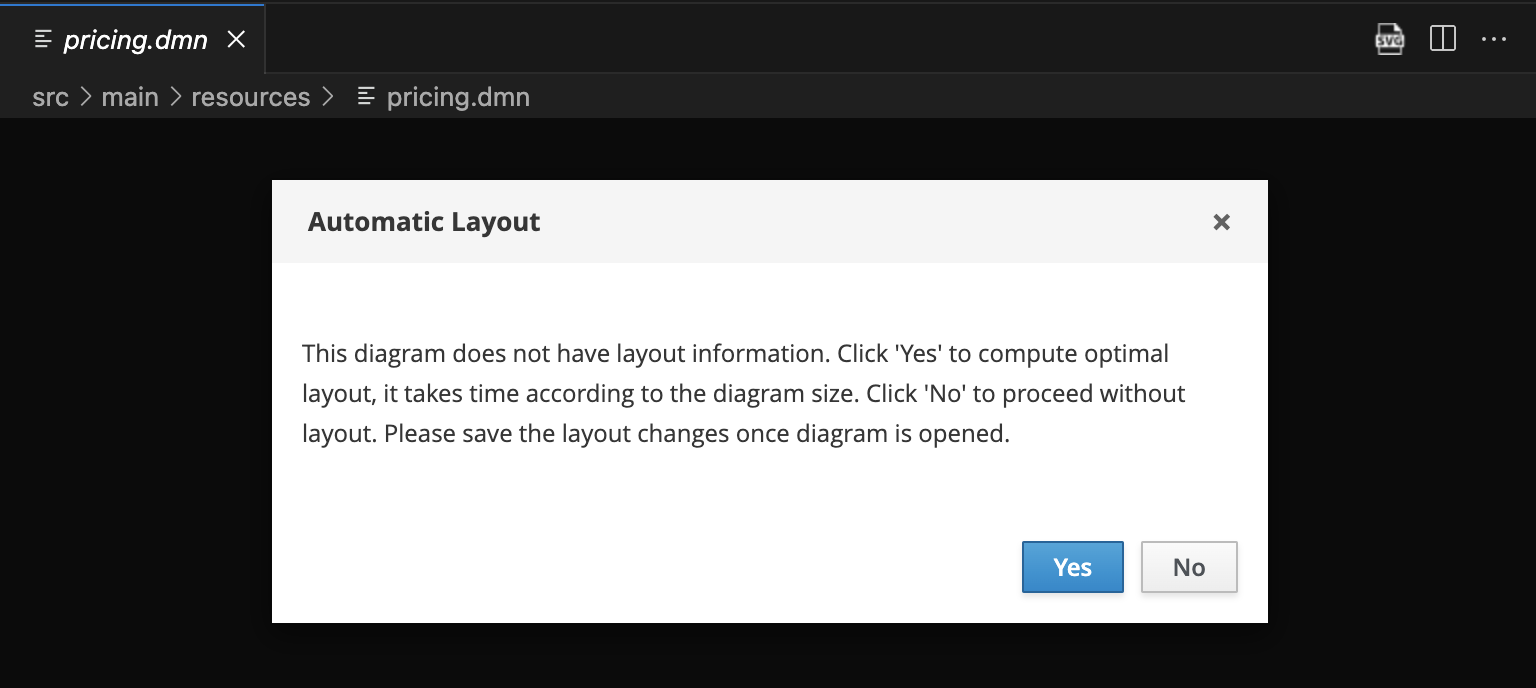 pricing.dmn
SVG
src > main > resources > pricing.dmn
Automatic Layout
This diagram does not have layout information. Click 'Yes' to compute optimal
layout, it takes time according to the diagram size. Click 'No' to proceed without
layout. Please save the layout changes once diagram is opened.
Yes No